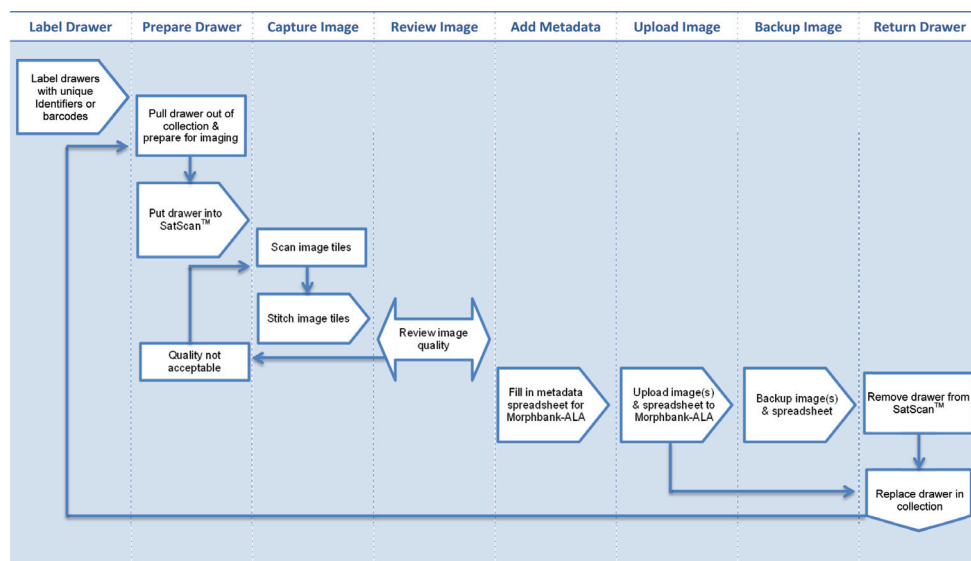 Label Drawer
Prepare Drawer
Capture Image
Review Image
Add Metadata
Upload Image
Backup Image
Return Drawer
Label drawers
with unique
Identifiers or
barcodes
Pull drawer out of
collection &
prepare for imaging
Put drawer into
SatScan™
Scan image tiles
Stitch image tiles
Review image
quality
Quality not
acceptable
Fill in metadata
spreadsheet for
Morphbank-ALA
Upload image(s)
& spreadsheet to
Morphbank-ALA
Backup image(s)
& spreadsheet
Remove drawer from
SatScan™
Replace drawer in
collection